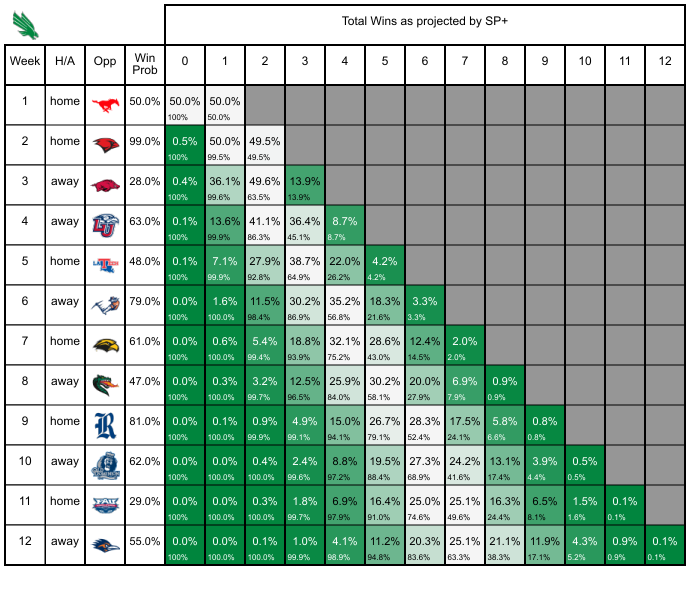 Total Wins as projected by SP+
Week H/A Opp Win Prob 0 1 2 3 4 5 6 7 8 9 10 11 12
1 home 50.0% 50.0% 50.0%
100% 50.0%
2 home 99.0% 0.5% 50.0% 49.5%
100% 99.5% 49.5%
3 away 28.0% 0.4% 36.1% 49.6% 13.9%
100% 99.6% 63.5% 13.9%
4 away LU 63.0% 0.1% 13.6% 41.1% 36.4% 8.7%
100% 99.9% 86.3% 45.1% 8.7%
5 home 48.0% 0.1% 7.1% 27.9% 38.7% 22.0% 4.2%
100% 99.9% 92.8% 64.9% 26.2% 4.2%
6 away 79.0% 0.0% 1.6% 11.5% 30.2% 35.2% 18.3% 3.3%
100% 100.0% 98.4% 86.9% 56.8% 21.6% 3.3%
7 home 61.0% 0.0% 0.6% 5.4% 18.8% 32.1% 28.6% 12.4% 2.0%
100% 100.0% 99.4% 93.9% 75.2% 43.0% 14.5% 2.0%
8 away 47.0% 0.0% 0.3% 3.2% 12.5% 25.9% 30.2% 20.0% 6.9% 0.9%
100% 100.0% 99.7% 96.5% 84.0% 58.1% 27.9% 7.9% 0.9%
9 home R 81.0% 0.0% 0.1% 0.9% 4.9% 15.0% 26.7% 28.3% 17.5% 5.8% 0.8%
100% 100.0% 99.9% 99.1% 94.1% 79.1% 52.4% 24.1% 6.6% 0.8%
10 away 62.0% 0.0% 0.0% 0.4% 2.4% 8.8% 19.5% 27.3% 24.2% 13.1% 3.9% 0.5%
100% 100.0% 100.0% 99.6% 97.2% 88.4% 68.9% 41.6% 17.4% 4.4% 0.5%
11 home FAU 29.0% 0.0% 0.0% 0.3% 1.8% 6.9% 16.4% 25.0% 25.1% 16.3% 6.5% 1.5% 0.1%
100% 100.0% 100.0% 99.7% 97.9% 91.0% 74.6% 49.6% 24.4% 8.1% 1.6% 0.1%
12 away 55.0% 0.0% 0.0% 0.1% 1.0% 4.1% 11.2% 20.3% 25.1% 21.1% 11.9% 4.3% 0.9% 0.1%
100% 100.0% 100.0% 99.9% 98.9% 94.8% 83.6% 63.3% 38.3% 17.1% 5.2% 0.9% 0.1%